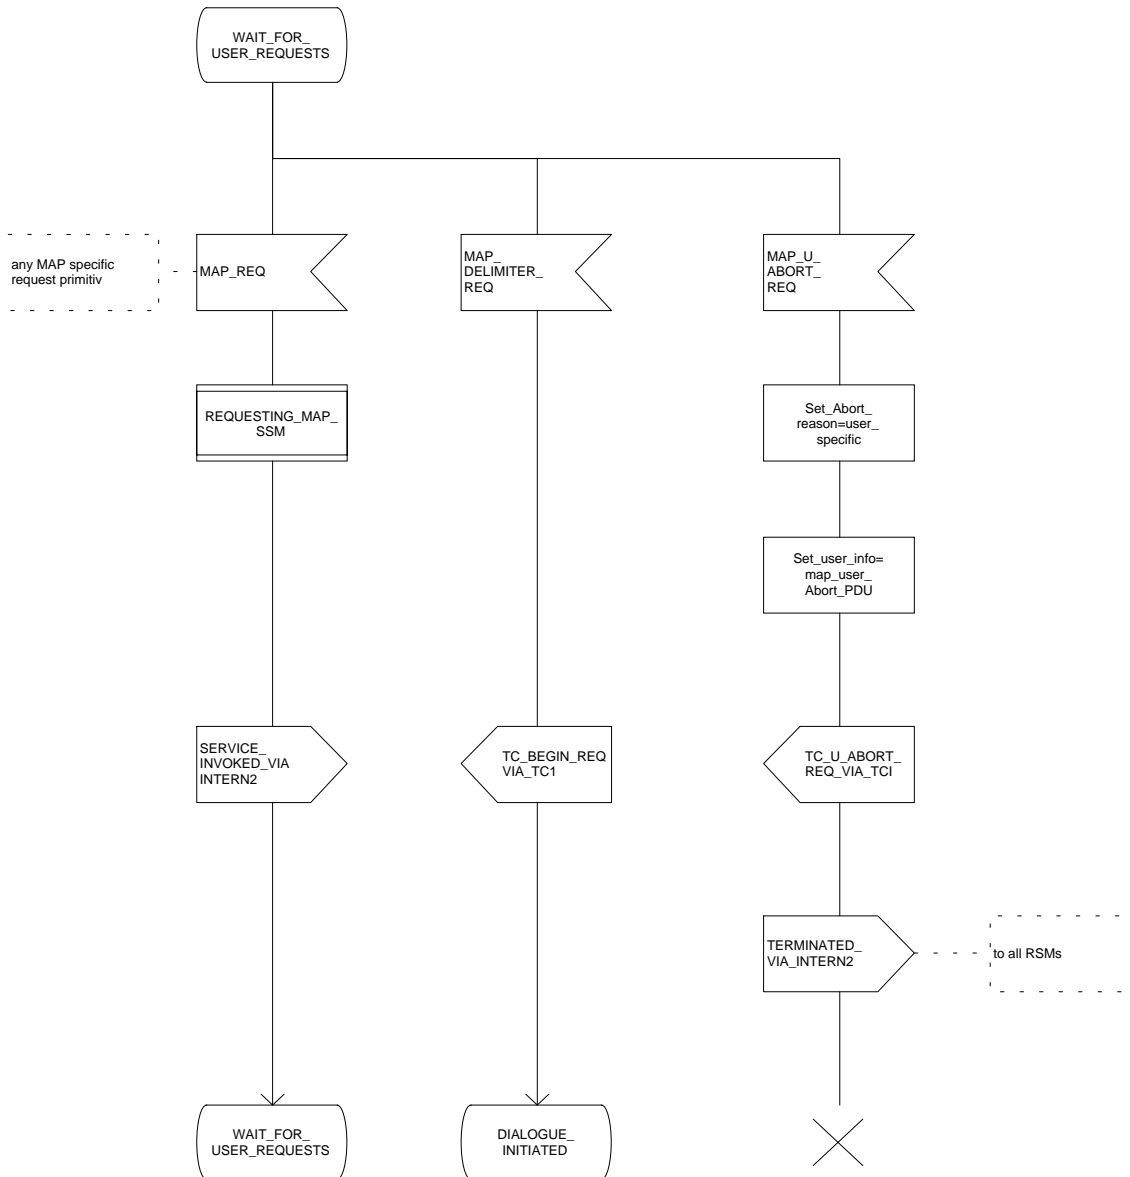 WAIT_FOR_
USER_REQUESTS
any MAP specific
request primitiv
MAP_REQ
MAP_
DELIMITER_
REQ
MAP_U_
ABORT_
REQ
REQUESTING_MAP_
SSM
Set_Abort_
reason=user_
specific
Set_user_info=
map_user_
Abort_PDU
SERVICE_
INVOKED_VIA
INTERN2
TC_BEGIN_REQ
VIA_TC1
TC_U_ABORT_
REQ_VIA_TCI
TERMINATED_
VIA_INTERN2
to all RSMs
WAIT_FOR_
USER_REQUESTS
DIALOGUE_
INITIATED